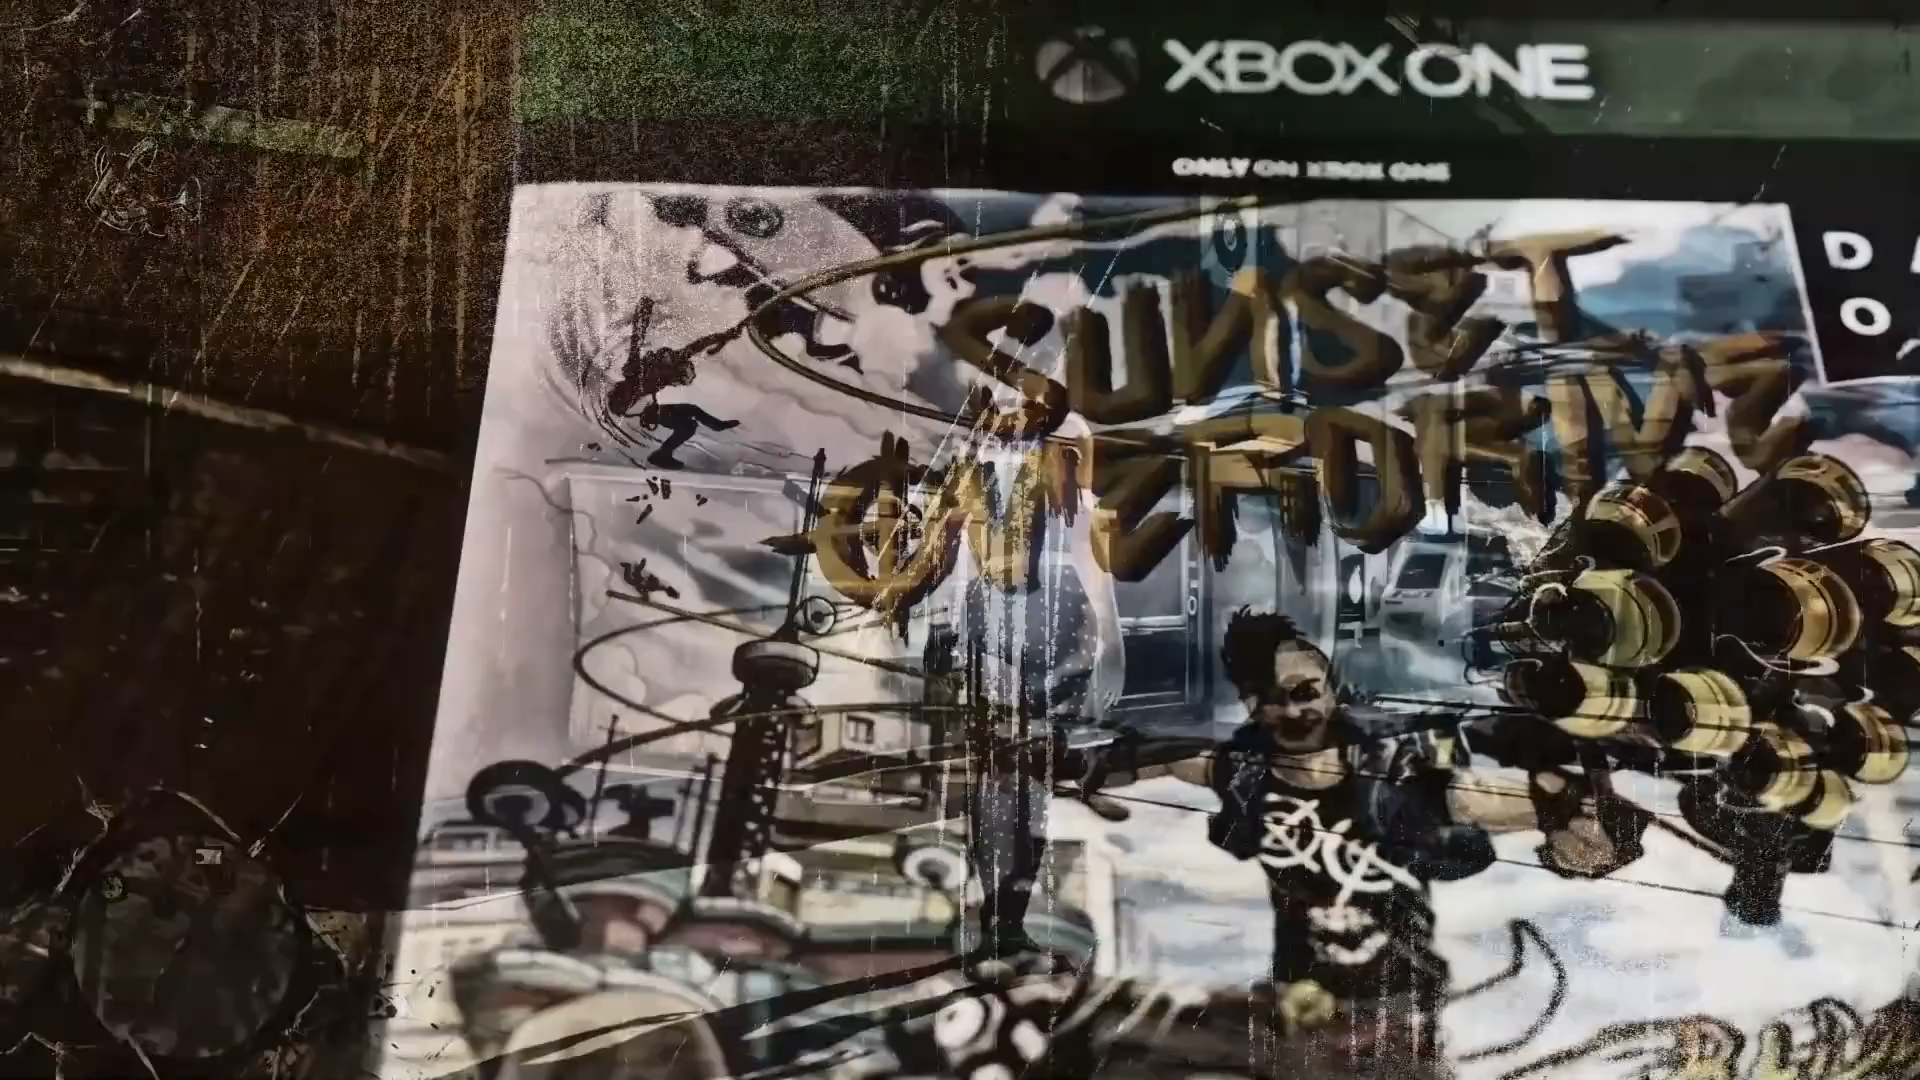 XBOX ONE
ONLY ON XBOX ONE
D
O
SUNSET
OVERDRIVE